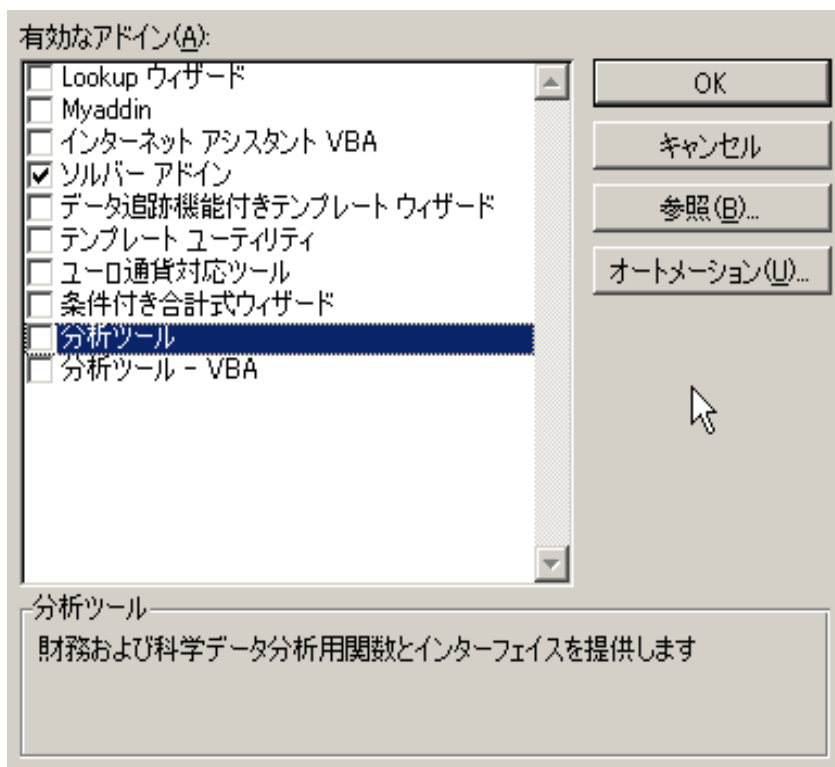 有効なアドイン(A):
Lookup ウィザード
Myaddin
インターネット アシスタント VBA
ソルバー アドイン
データ追跡機能付きテンプレート ウィザード
テンプレート ユーティリティ
ユーロ通貨対応ツール
条件付き合計式ウィザード
分析ツール
分析ツール - VBA
OK
キャンセル
参照(B)...
オートメーション(U)...
分析ツール
財務および科学データ分析用関数とインターフェイスを提供します